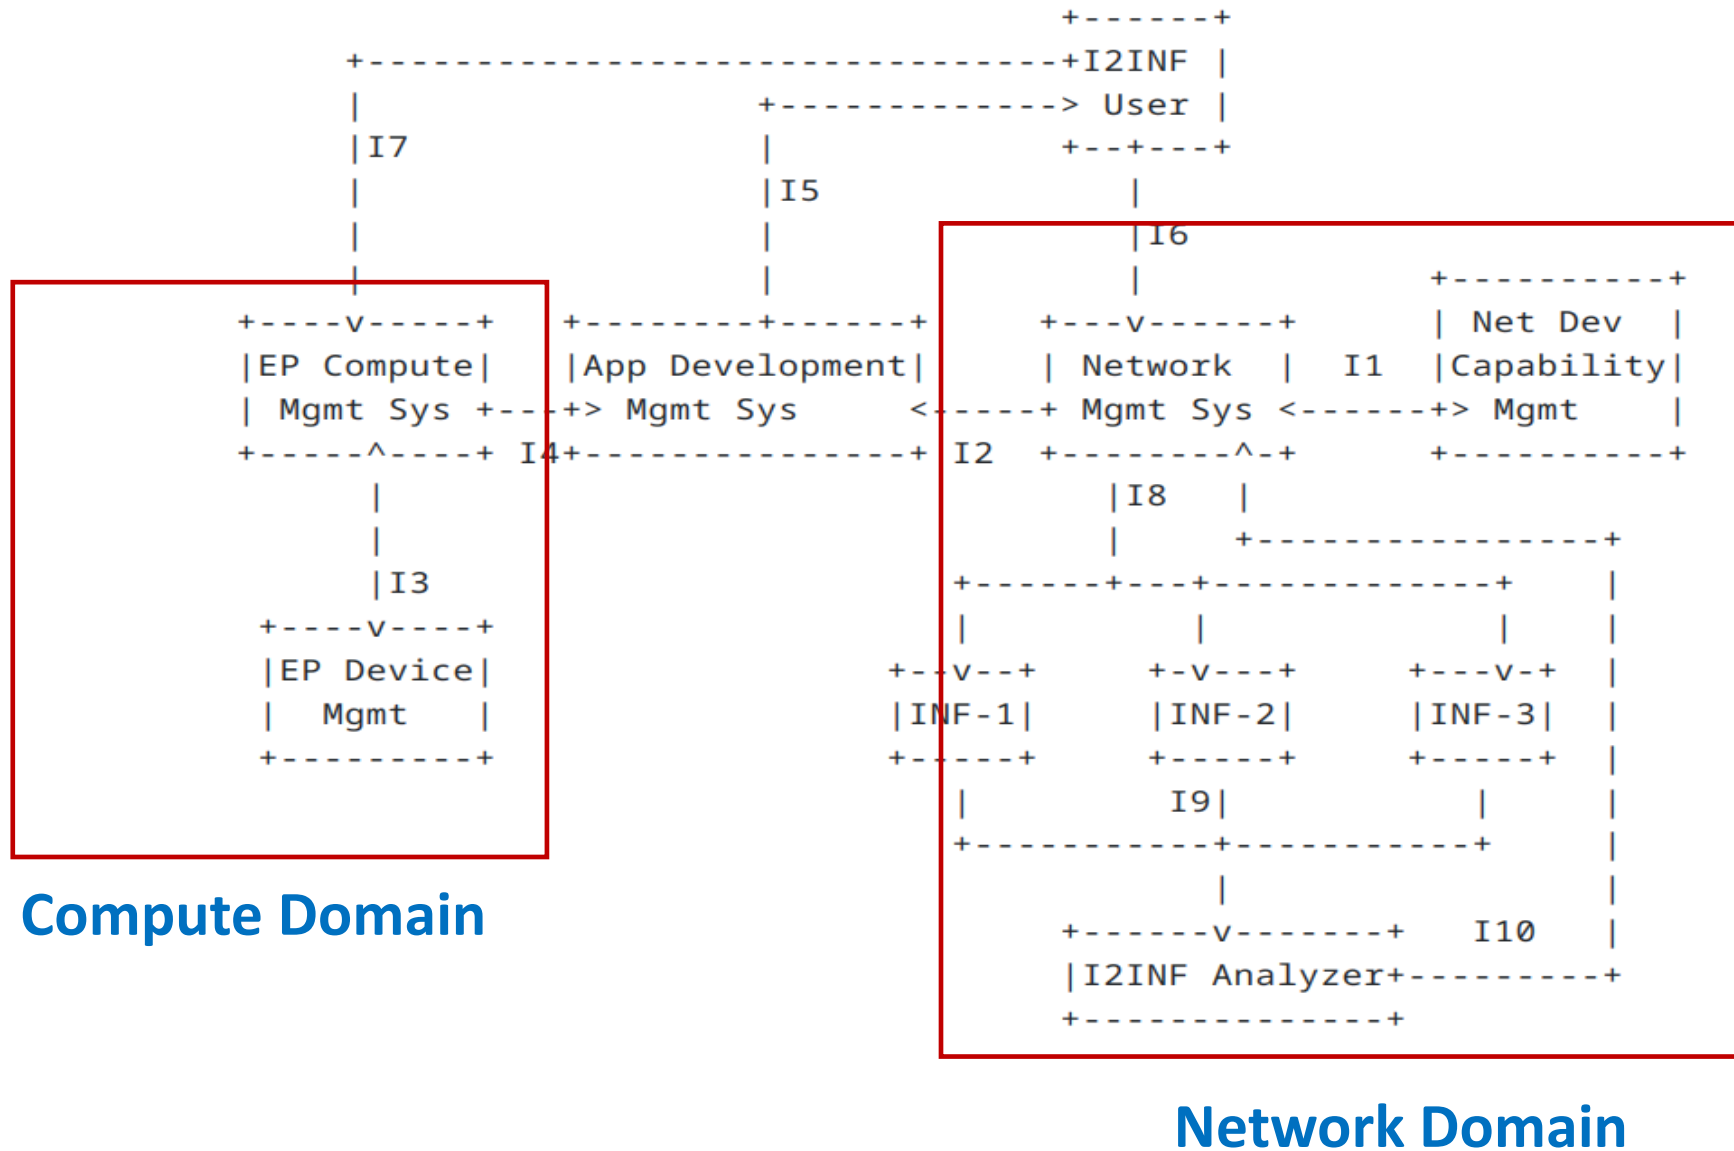 +------+
     +--------------------------------+I2INF |
     |                  +-------------> User |
     |I7                |             +--+---+
     |                  |I5              |
     |                  |                |I6
     |                  |                |             +----------+
+----v-----+   +--------+------+     +---v------+      | Net Dev  |
|EP Compute|   |App Development|     | Network  |  I1  |Capability|
| Mgmt Sys +---+> Mgmt Sys     <-----+ Mgmt Sys <------+> Mgmt     |
+-----^----+ I4+---------------+ I2  +--------^-+      +----------+
      |                                 |I8   |
      |                                 |     +----------------+
      |I3                        +------+---+-------------+    |
 +----v----+                     |          |             |    |
 |EP Device|                  +--v--+     +-v---+     +---v-+  |
 |  Mgmt   |                  |INF-1|     |INF-2|     |INF-3|  |
 +---------+                  +-----+     +-----+     +-----+  |
                                 |         I9|           |     |
                                 +-----------+-----------+     |
                                             |                 |
                                      +------v-------+   I10   |
                                      |I2INF Analyzer+---------+
                                      +--------------+
Compute Domain
Network Domain